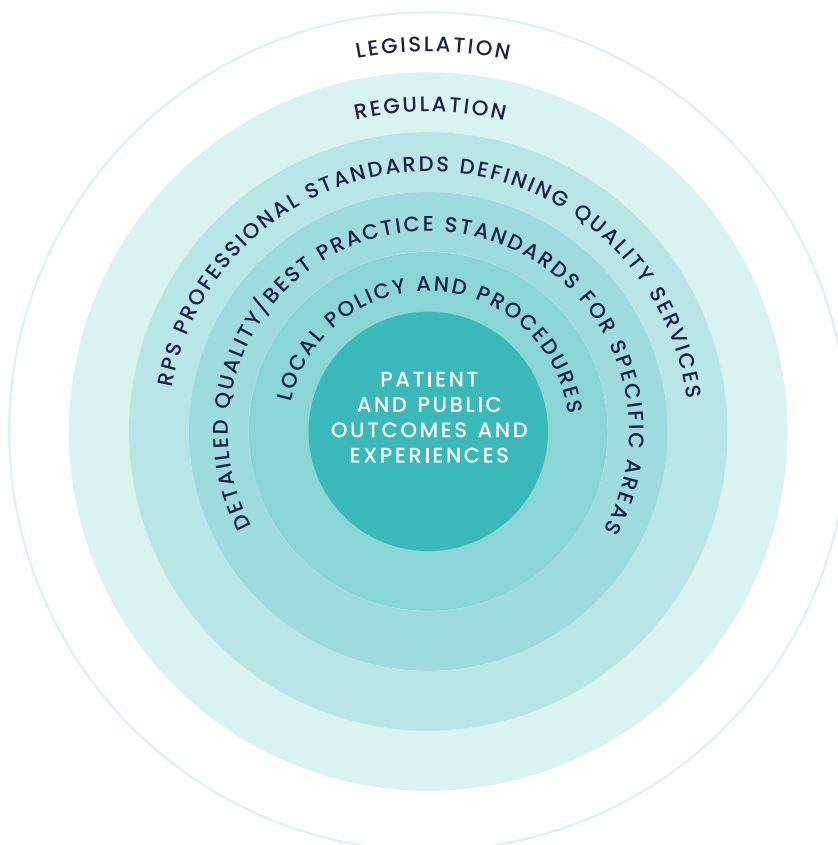 LEGISLATION
REGULATION
RPS PROFESSIONAL STANDARDS DEFINING QUALITY SERVICES
DETAILED QUALITY/BEST PRACTICE STANDARDS FOR SPECIFIC AREAS
LOCAL POLICY AND PROCEDURES
PATIENT
AND PUBLIC
OUTCOMES AND
EXPERIENCES